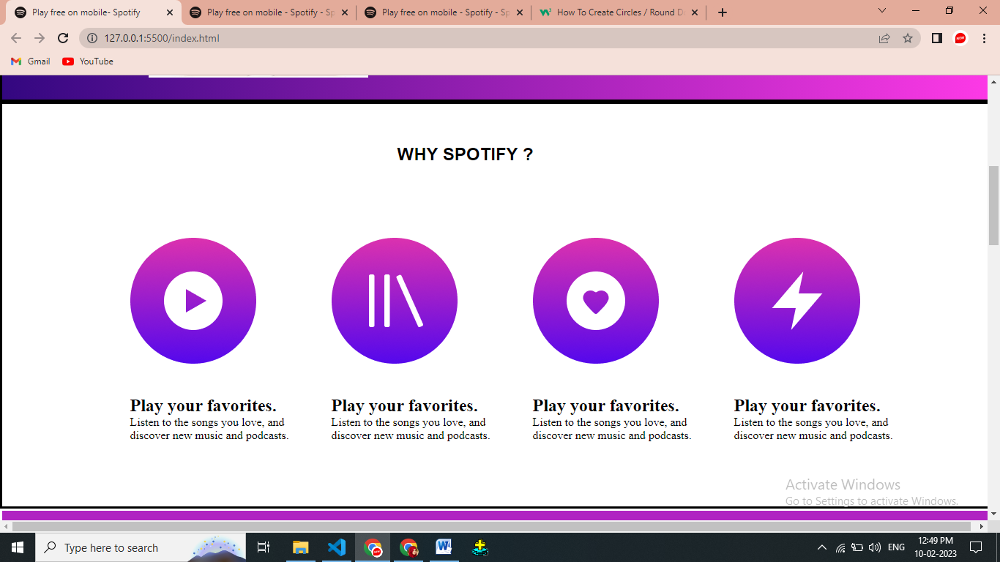 Play free on mobile- Spotify
Play free on mobile - Spotify - Sp
Play free on mobile - Spotify - Sp
How To Create Circles / Round D
127.0.0.1:5500/index.html
NEW
Gmail
YouTube
WHY SPOTIFY ?
Play your favorites.
Listen to the songs you love, and
discover new music and podcasts.
Play your favorites.
Listen to the songs you love, and
discover new music and podcasts.
Play your favorites.
Listen to the songs you love, and
discover new music and podcasts.
Play your favorites.
Listen to the songs you love, and
discover new music and podcasts.
Activate Windows
Go to Settings to activate Windows.
Type here to search
ENG
12:49 PM
10-02-2023